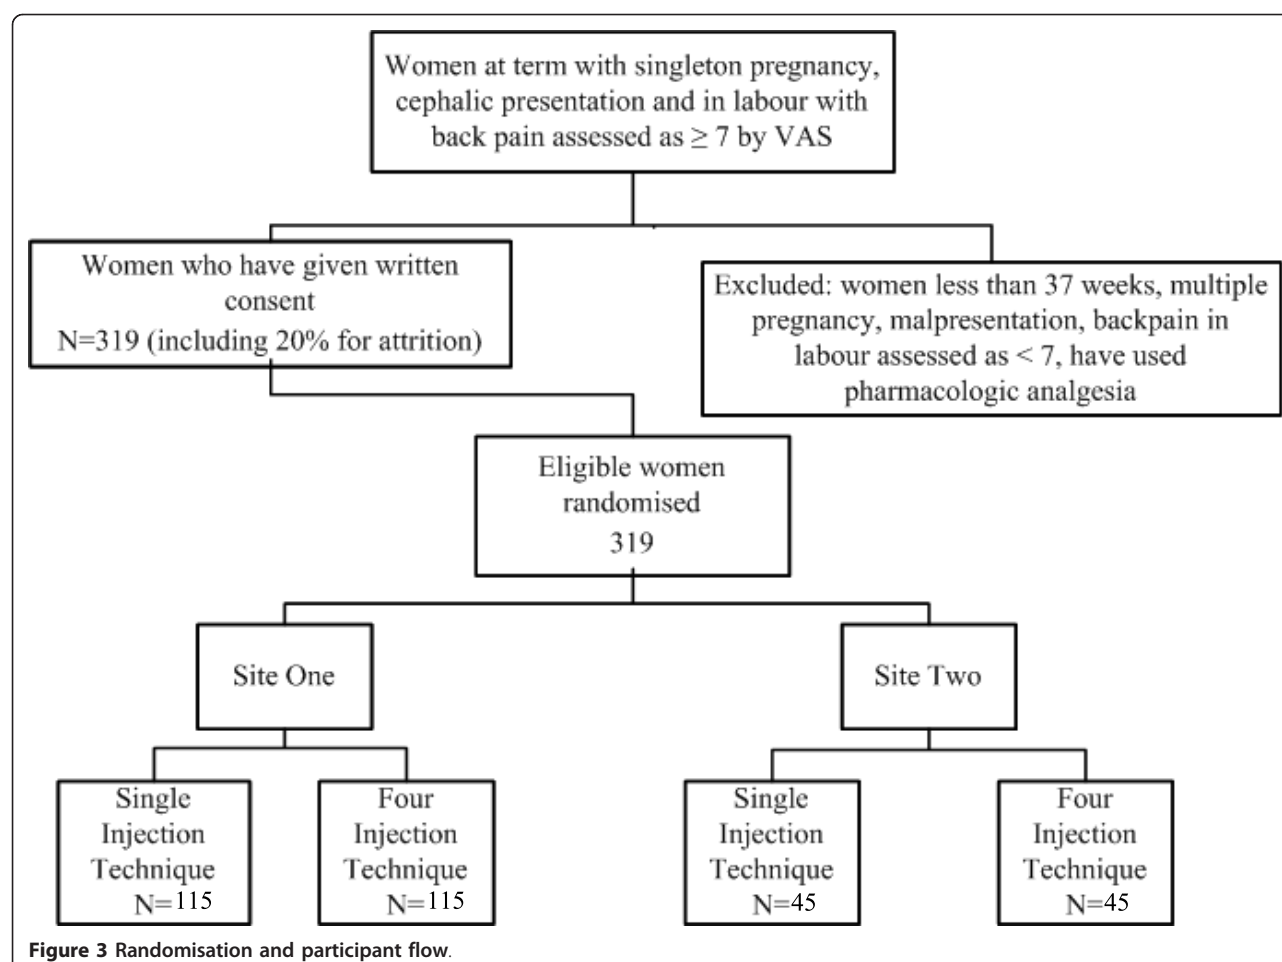 Women at term with singleton pregnancy,
cephalic presentation and in labour with
back pain assessed as ≥ 7 by VAS
Women who have given written
consent
N=319 (including 20% for attrition)
Excluded: women less than 37 weeks, multiple
pregnancy, malpresentation, backpain in
labour assessed as < 7, have used
pharmacologic analgesia
Eligible women
randomised
319
Site One
Site Two
Single
Injection
Technique
N=115
Four
Injection
Technique
N=115
Single
Injection
Technique
N=45
Four
Injection
Technique
N=45
Figure 3 Randomisation and participant flow.